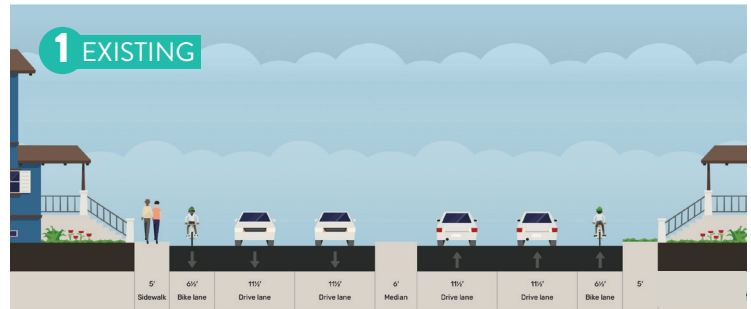 1 EXISTING
5' 6½' 11½' 11½' 6' 11½' 11½' 6½' 5'
Sidewalk Bike lane Drive lane Drive lane Median Drive lane Drive lane Bike lane